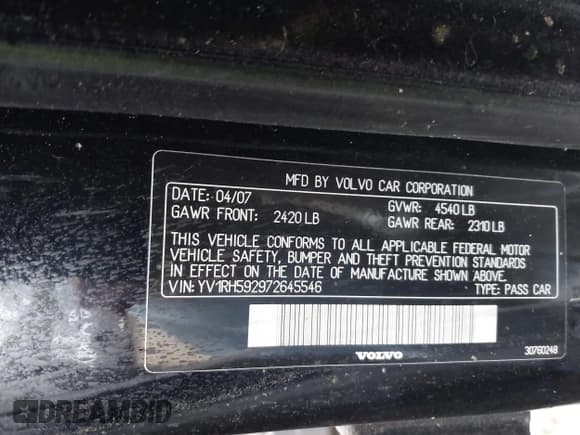 MFD BY VOLVO CAR CORPORATION
DATE: 04/07 GVWR: 4540 LB
GAWR FRONT: 2420 LB GAWR REAR: 2310 LB
THIS VEHICLE CONFORMS TO ALL APPLICABLE FEDERAL MOTOR
VEHICLE SAFETY, BUMPER AND THEFT PREVENTION STANDARDS
IN EFFECT ON THE DATE OF MANUFACTURE SHOWN ABOVE.
VIN: YV1RH592972645546 TYPE: PASS CAR
VOLVO
30760248
DREAMBID